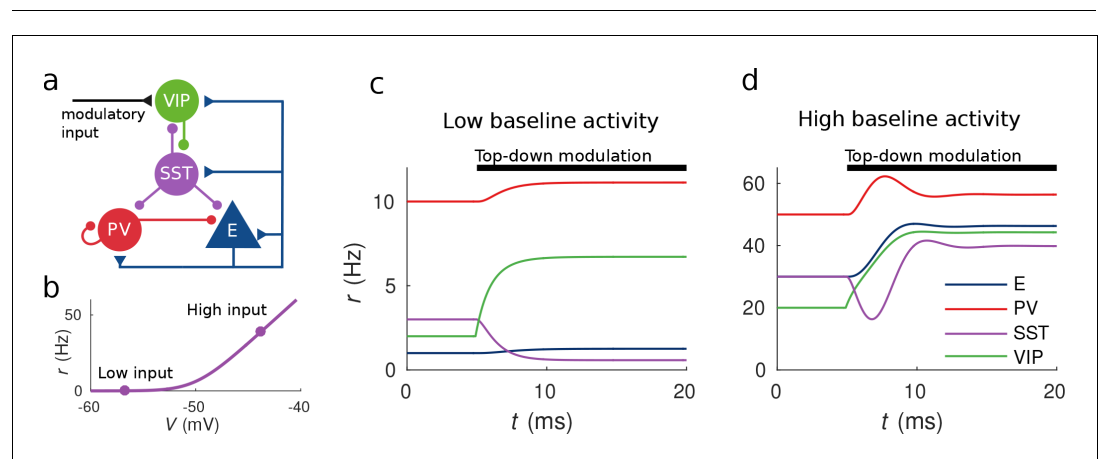 a
VIP
modulatory
input
SST
PV
E
b
50
High input
r (Hz)
Low input
0
-60
-50
-40
V (mV)
c
Low baseline activity
Top-down modulation
10
r (Hz)
5
0
0
10
20
t (ms)
d
High baseline activity
Top-down modulation
60
40
20
0
E
PV
SST
VIP
0
10
20
t (ms)